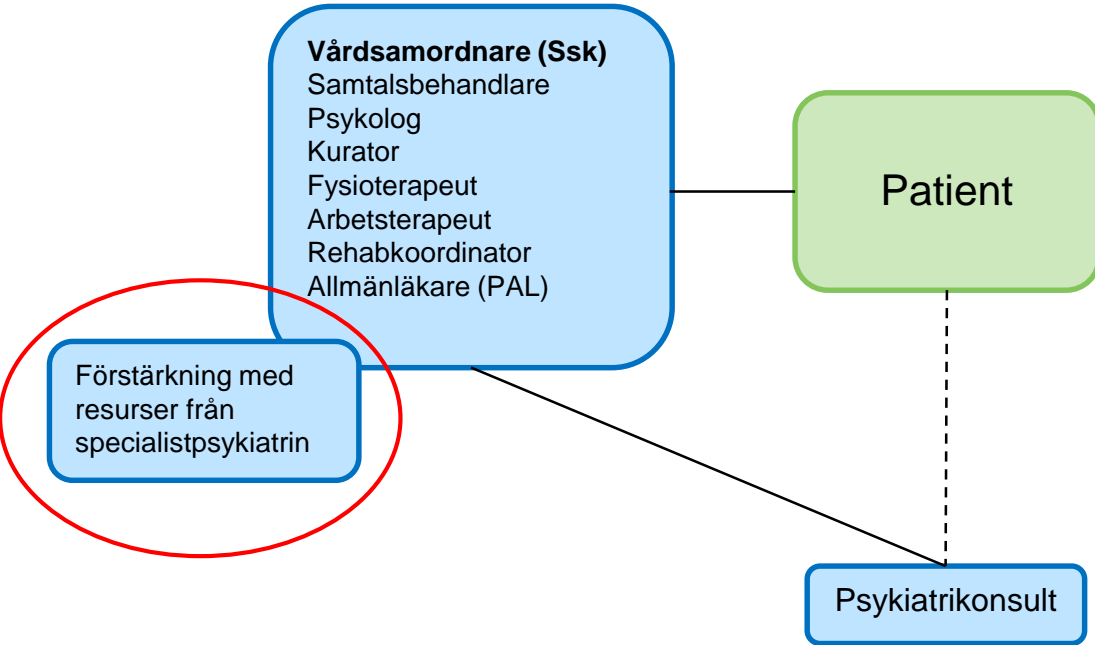 Vårdsamordnare (Ssk)
Samtalsbehandlare
Psykolog
Kurator
Fysioterapeut
Arbetsterapeut
Rehabkoordinator
Allmänläkare (PAL)
Patient
Förstärkning med
resurser från
specialistpsykiatrin
Psykiatrikonsult